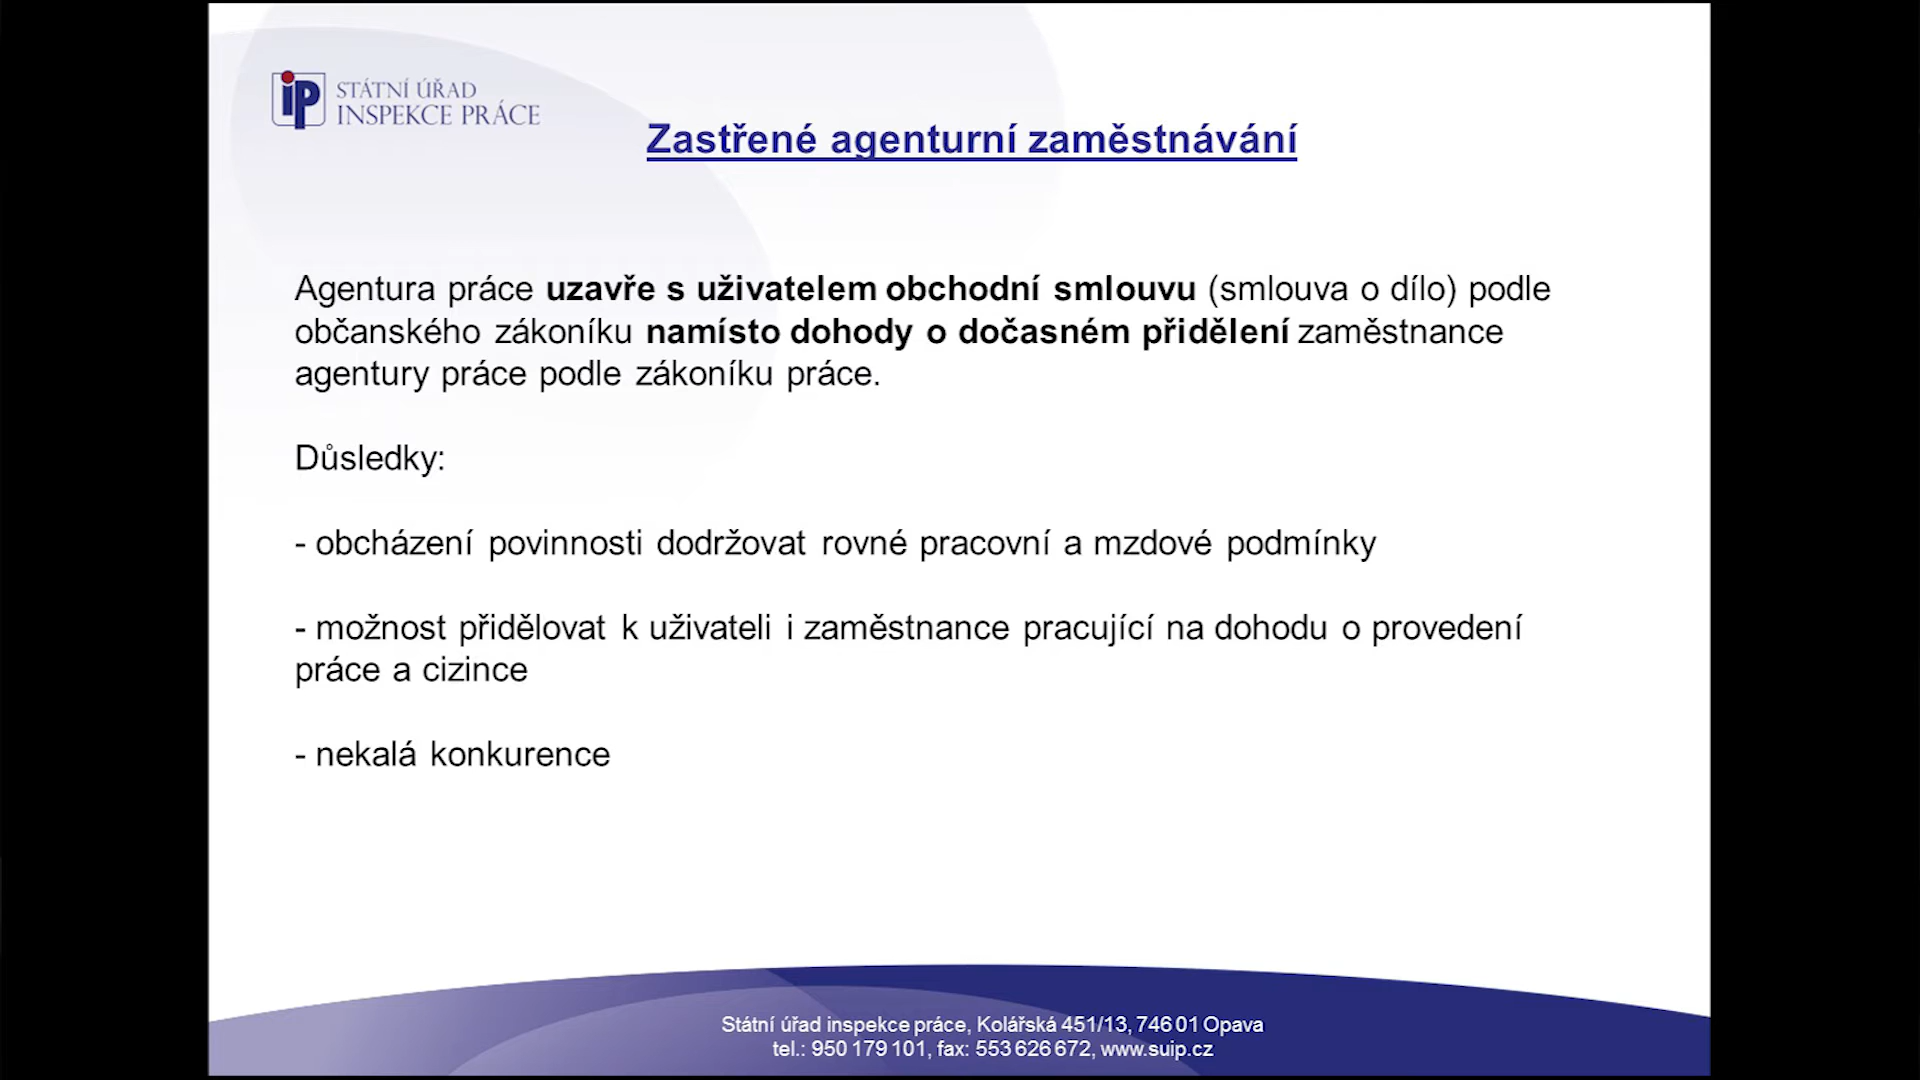 STÁTNÍ ÚŘAD
INSPEKCE PRÁCE
Zastřené agenturní zaměstnávání
Agentura práce uzavře s uživatelem obchodní smlouvu (smlouva o dílo) podle
občanského zákoníku namísto dohody o dočasném přidělení zaměstnance
agentury práce podle zákoníku práce.
Důsledky:
- obcházení povinnosti dodržovat rovné pracovní a mzdové podmínky
- možnost přidělovat k uživateli i zaměstnance pracující na dohodu o provedení
práce a cizince
- nekalá konkurence
Státní úřad inspekce práce, Kolářská 451/13, 746 01 Opava
tel.: 950 179 101, fax: 553 626 672, www.suip.cz